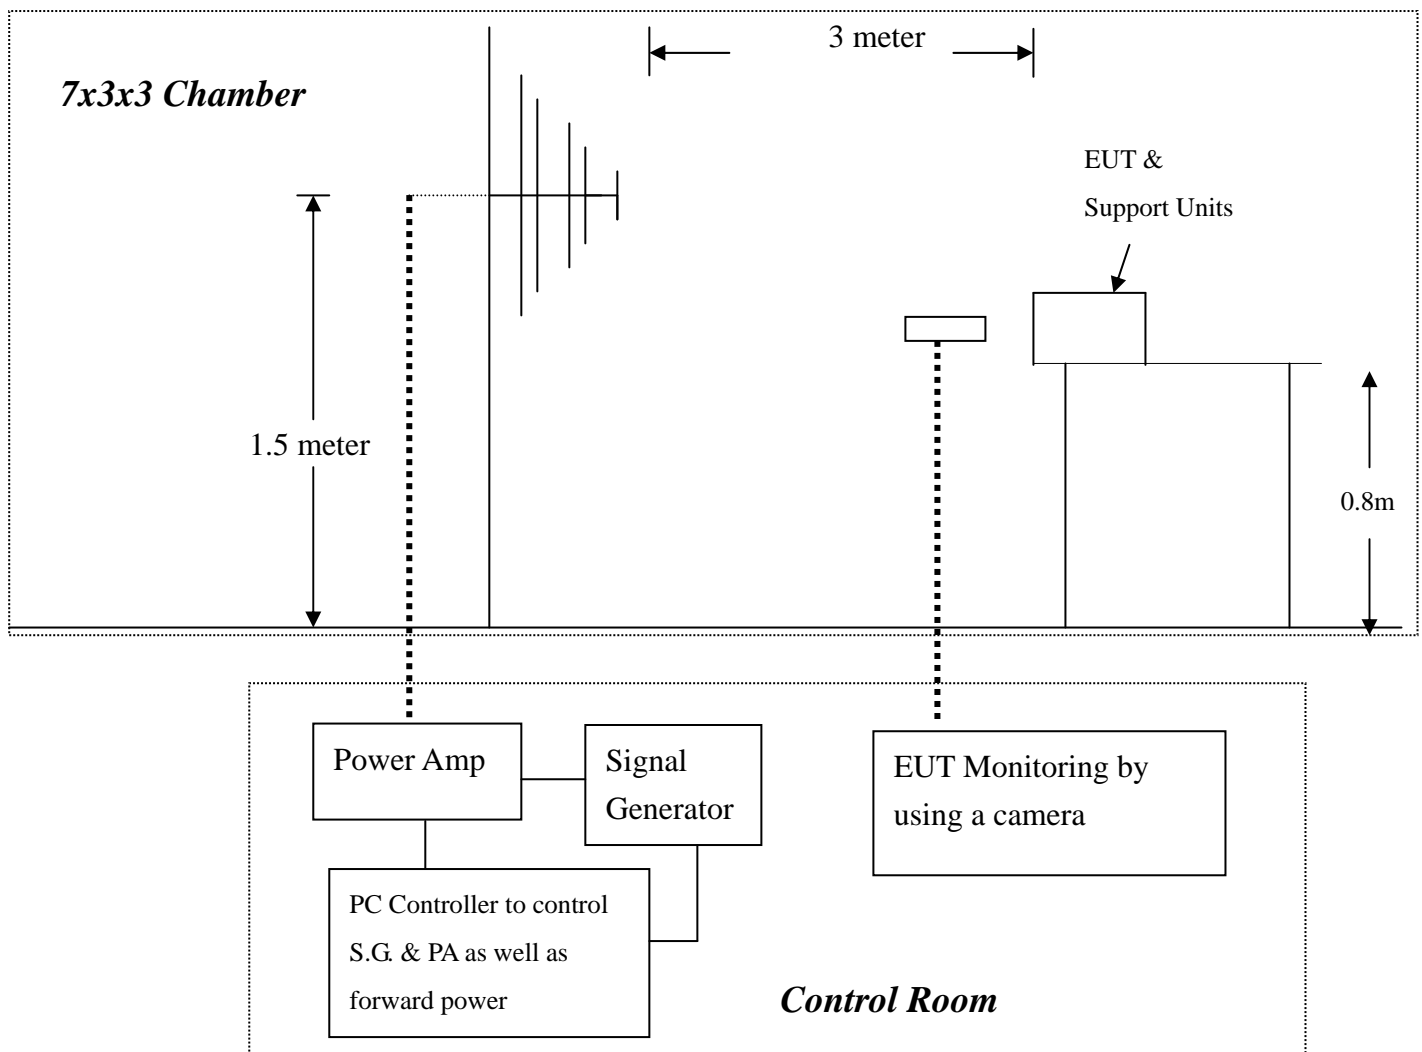 3 meter
7x3x3 Chamber
EUT &
Support Units
1.5 meter
0.8m
Power Amp
Signal
Generator
EUT Monitoring by
using a camera
PC Controller to control
S.G. & PA as well as
forward power
Control Room